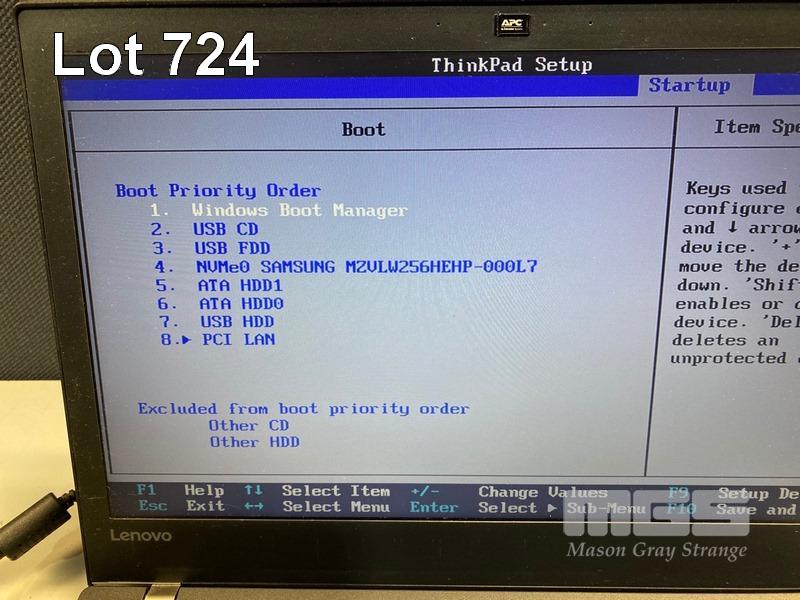 Lot 724
APC
ThinkPad Setup
Startup
Boot
Item Spe
Boot Priority Order
1. Windows Boot Manager
2. USB CD
3. USB FDD
4. NVMe0 SAMSUNG MZVLW256HEHP-000L7
5. ATA HDD1
6. ATA HDD0
7. USB HDD
8.▸ PCI LAN
Excluded from boot priority order
Other CD
Other HDD
Keys used
configure
and ↓ arrow
device. '+'
move the de
down. 'Shif
enables or
device. 'Del
deletes an
unprotected
F1 Help ↑↓ Select Item +/- Change Values F9 Setup De
Esc Exit ←→ Select Menu Enter Select ▸ Sub-Menu F10 Save and
Lenovo
MGS
Mason Gray Strange